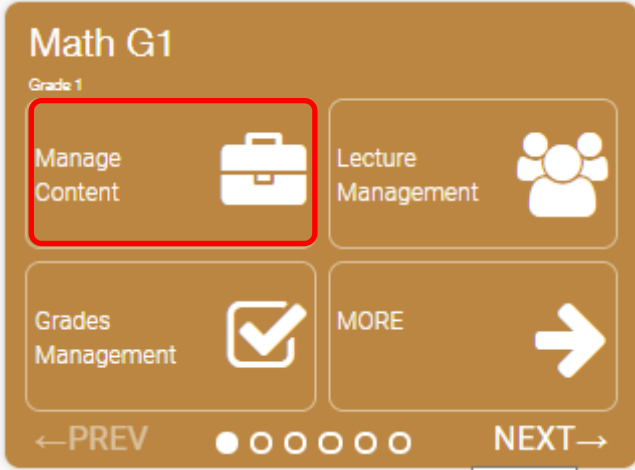 Math G1
Grade 1
Manage
Content
Lecture
Management
Grades
Management
MORE
←PREV
NEXT→